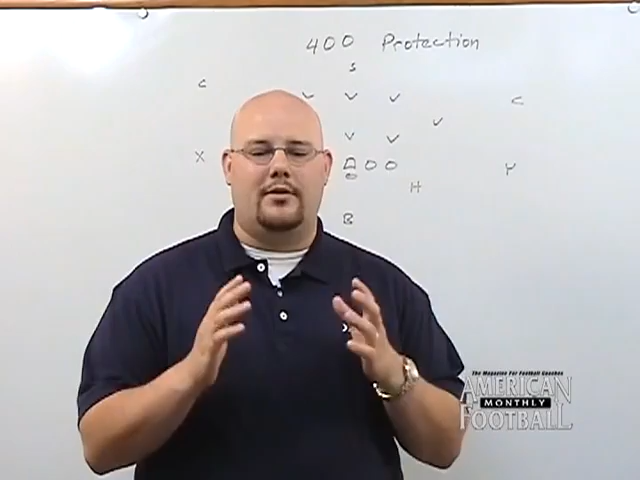 400 Protection
S
C
C
X
Y
H
B
The Magazine For Football Coaches
AMERICAN
MONTHLY
FOOTBALL